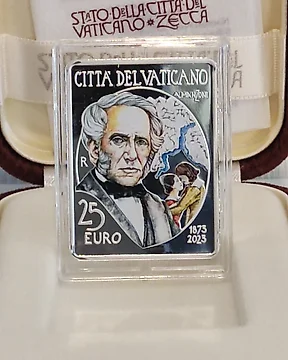 STATO DELLA CITTÀ DEL
VATICANO ❋ ZECCA
CITTA DEL VATICANO
A. MANZONI
R
25
EURO
1873
2023